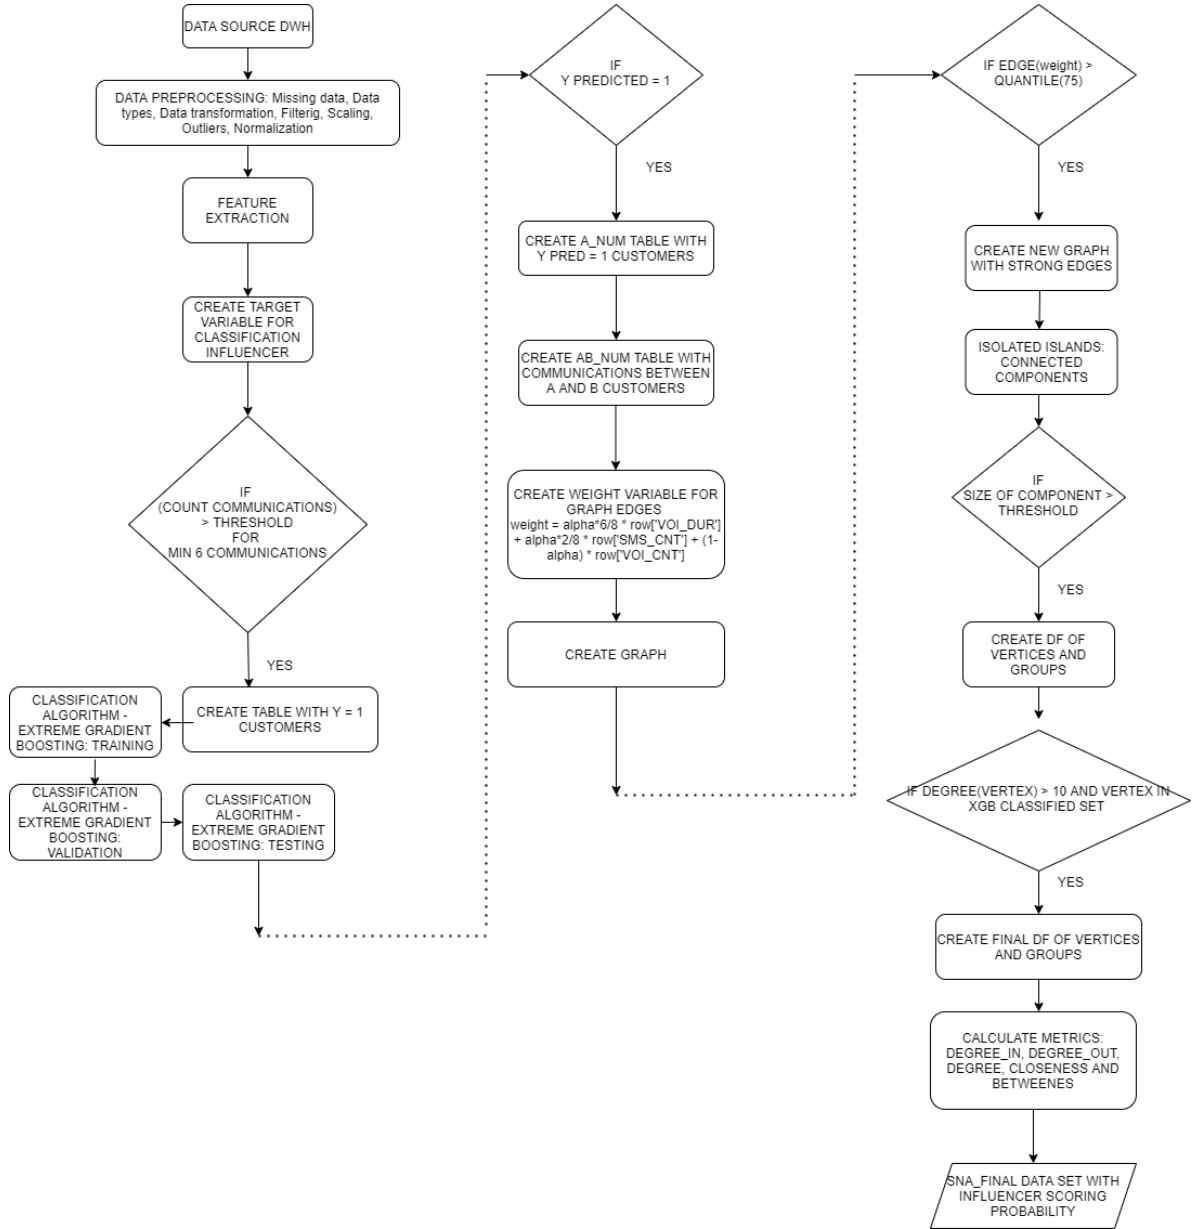 DATA SOURCE DWH
DATA PREPROCESSING: Missing data, Data
types, Data transformation, Filterig, Scaling,
Outliers, Normalization
FEATURE
EXTRACTION
CREATE TARGET
VARIABLE FOR
CLASSIFICATION
INFLUENCER
IF
(COUNT COMMUNICATIONS)
> THRESHOLD
FOR
MIN 6 COMMUNICATIONS
YES
CREATE TABLE WITH Y = 1
CUSTOMERS
CLASSIFICATION
ALGORITHM -
EXTREME GRADIENT
BOOSTING: TRAINING
CLASSIFICATION
ALGORITHM -
EXTREME GRADIENT
BOOSTING:
VALIDATION
CLASSIFICATION
ALGORITHM -
EXTREME GRADIENT
BOOSTING: TESTING
IF
Y PREDICTED = 1
YES
CREATE A_NUM TABLE WITH
Y PRED = 1 CUSTOMERS
CREATE AB_NUM TABLE WITH
COMMUNICATIONS BETWEEN
A AND B CUSTOMERS
CREATE WEIGHT VARIABLE FOR
GRAPH EDGES
weight = alpha*6/8 * row['VOI_DUR']
+ alpha*2/8 * row['SMS_CNT'] + (1-
alpha) * row['VOI_CNT']
CREATE GRAPH
IF EDGE(weight) >
QUANTILE(75)
YES
CREATE NEW GRAPH
WITH STRONG EDGES
ISOLATED ISLANDS:
CONNECTED
COMPONENTS
IF
SIZE OF COMPONENT >
THRESHOLD
YES
CREATE DF OF
VERTICES AND
GROUPS
IF DEGREE(VERTEX) > 10 AND VERTEX IN
XGB CLASSIFIED SET
YES
CREATE FINAL DF OF VERTICES
AND GROUPS
CALCULATE METRICS:
DEGREE_IN, DEGREE_OUT,
DEGREE, CLOSENESS AND
BETWEENES
SNA_FINAL DATA SET WITH
INFLUENCER SCORING
PROBABILITY